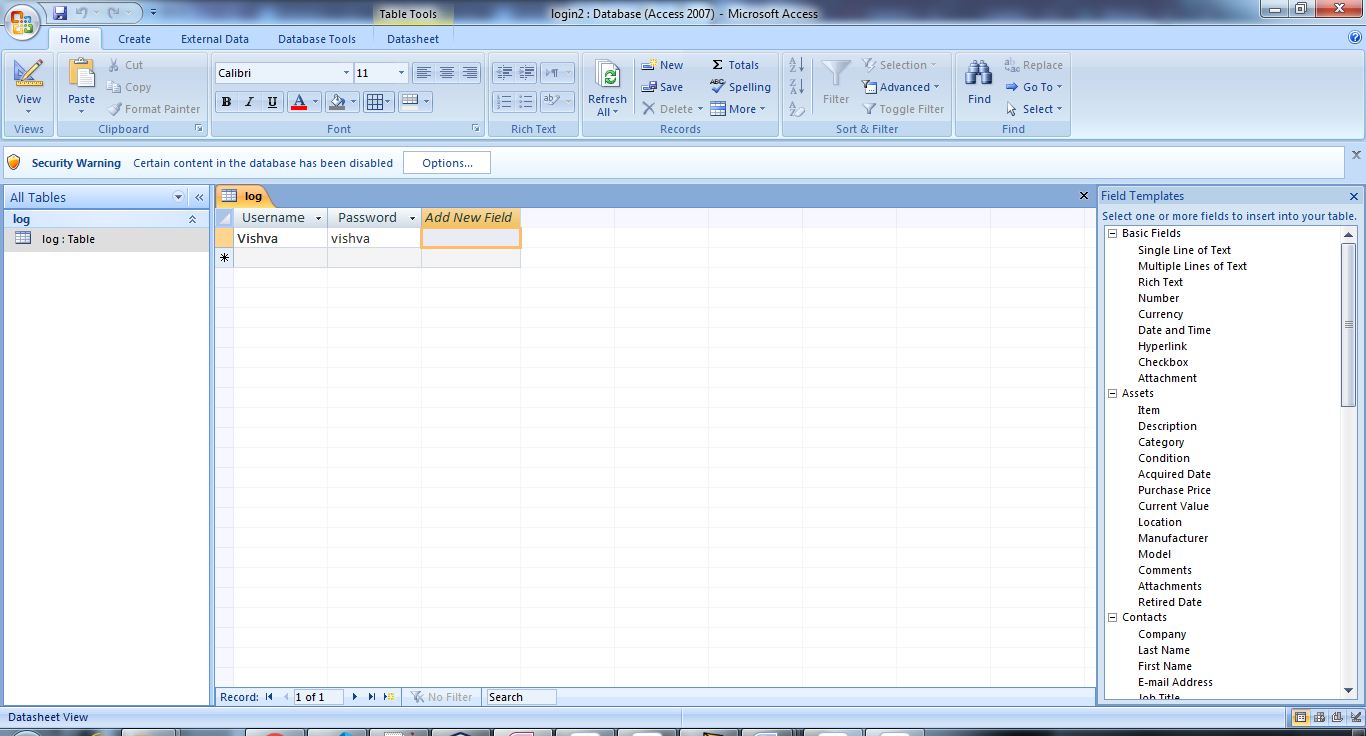 Table Tools
login2 : Database (Access 2007) - Microsoft Access
Home Create External Data Database Tools Datasheet
View
Views
Paste
Cut
Copy
Format Painter
Clipboard
Calibri 11
B I U A
Font
ab
Rich Text
Refresh All
New
Save
Delete
Σ Totals
ABC Spelling
More
Records
A Z
Z A
Filter
Selection
Advanced
Toggle Filter
Sort & Filter
Find
Replace
Go To
Select
Find
Security Warning Certain content in the database has been disabled Options...
All Tables
log
log : Table
log
Username Password Add New Field
Vishva vishva
Record: 1 of 1 No Filter Search
Field Templates
Select one or more fields to insert into your table.
Basic Fields
Single Line of Text
Multiple Lines of Text
Rich Text
Number
Currency
Date and Time
Hyperlink
Checkbox
Attachment
Assets
Item
Description
Category
Condition
Acquired Date
Purchase Price
Current Value
Location
Manufacturer
Model
Comments
Attachments
Retired Date
Contacts
Company
Last Name
First Name
E-mail Address
Job Title
Datasheet View